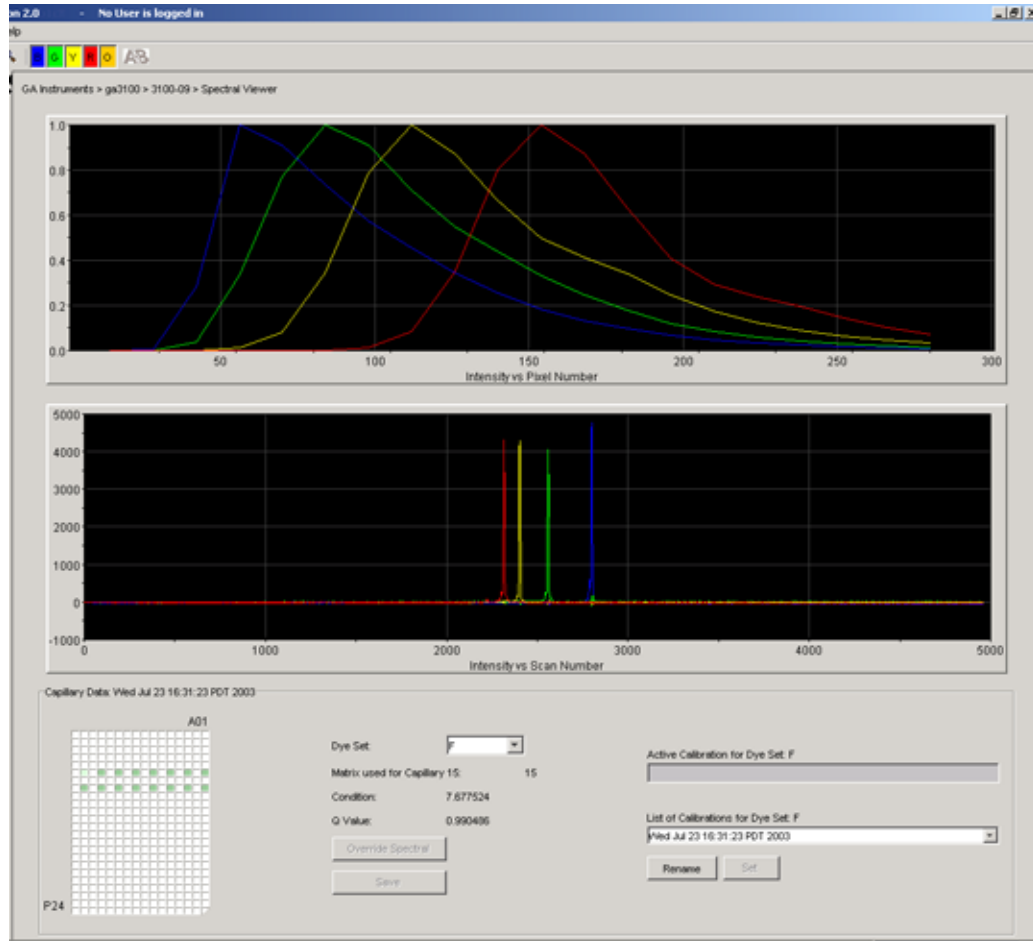 on 2.0 - No User is logged in
elp
B G Y R O AB
GA Instruments > ga3100 > 3100-09 > Spectral Viewer
1.0
0.8
0.6
0.4
0.2
0.0
50 100 150 200 250 300
Intensity vs Pixel Number
5000
4000
3000
2000
1000
0
-1000
0 1000 2000 3000 4000 5000
Intensity vs Scan Number
Capillary Data: Wed Jul 23 16:31:23 PDT 2003
A01
P24
Dye Set: F
Matrix used for Capillary 15: 15
Condition: 7.677524
Q Value: 0.990486
Override Spectral
Save
Active Calibration for Dye Set: F
List of Calibrations for Dye Set: F
Wed Jul 23 16:31:23 PDT 2003
Rename Set